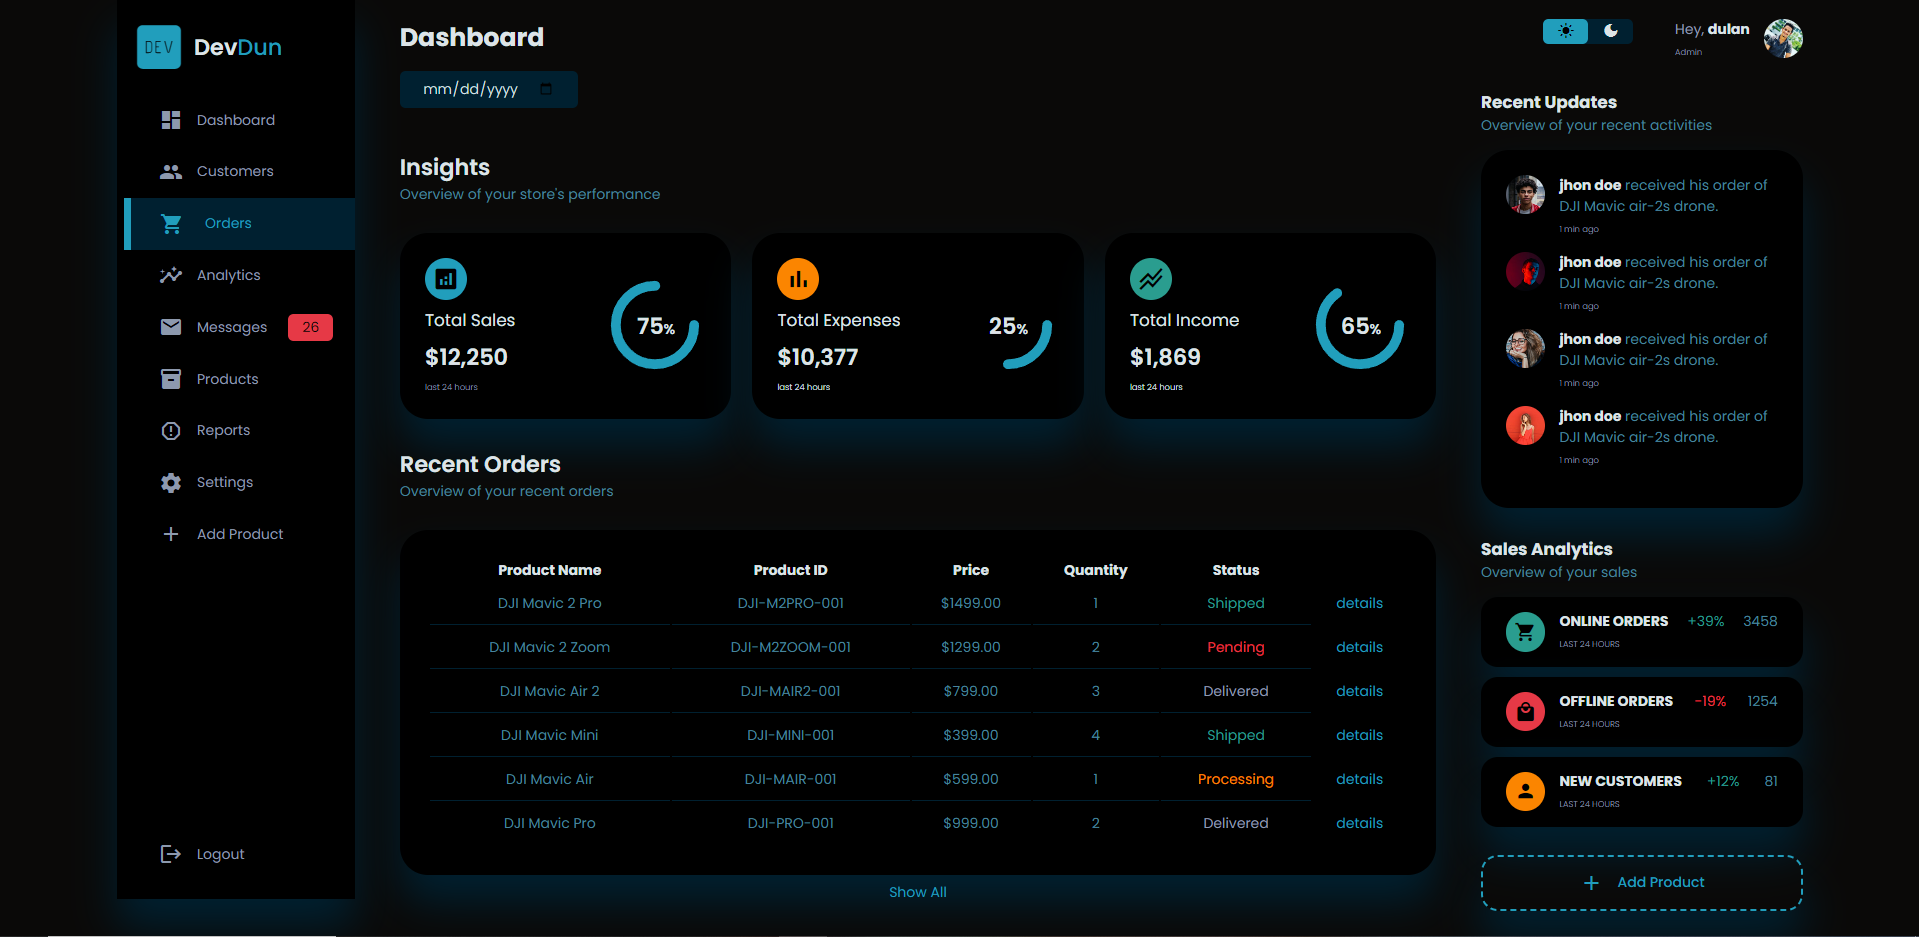 DEV
DevDun
Dashboard
Customers
Orders
Analytics
Messages 26
Products
Reports
Settings
Add Product
Logout
Dashboard
mm/dd/yyyy
Insights
Overview of your store's performance
Total Sales
$12,250
last 24 hours
75%
Total Expenses
$10,377
last 24 hours
25%
Total Income
$1,869
last 24 hours
65%
Recent Orders
Overview of your recent orders
Product Name Product ID Price Quantity Status
DJI Mavic 2 Pro DJI-M2PRO-001 $1499.00 1 Shipped details
DJI Mavic 2 Zoom DJI-M2ZOOM-001 $1299.00 2 Pending details
DJI Mavic Air 2 DJI-MAIR2-001 $799.00 3 Delivered details
DJI Mavic Mini DJI-MINI-001 $399.00 4 Shipped details
DJI Mavic Air DJI-MAIR-001 $599.00 1 Processing details
DJI Mavic Pro DJI-PRO-001 $999.00 2 Delivered details
Show All
Hey, dulan
Admin
Recent Updates
Overview of your recent activities
jhon doe received his order of
DJI Mavic air-2s drone.
1 min ago
jhon doe received his order of
DJI Mavic air-2s drone.
1 min ago
jhon doe received his order of
DJI Mavic air-2s drone.
1 min ago
jhon doe received his order of
DJI Mavic air-2s drone.
1 min ago
Sales Analytics
Overview of your sales
ONLINE ORDERS +39% 3458
LAST 24 HOURS
OFFLINE ORDERS -19% 1254
LAST 24 HOURS
NEW CUSTOMERS +12% 81
LAST 24 HOURS
Add Product